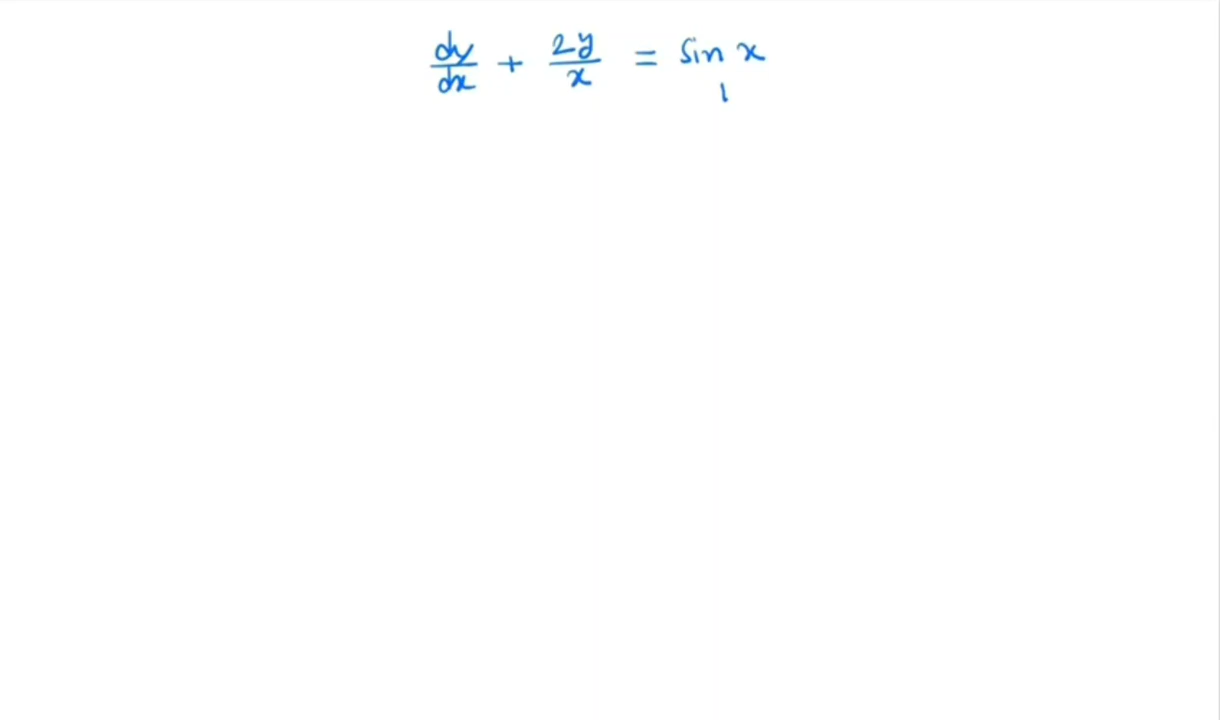 dy/dx + 2y/x = sin x